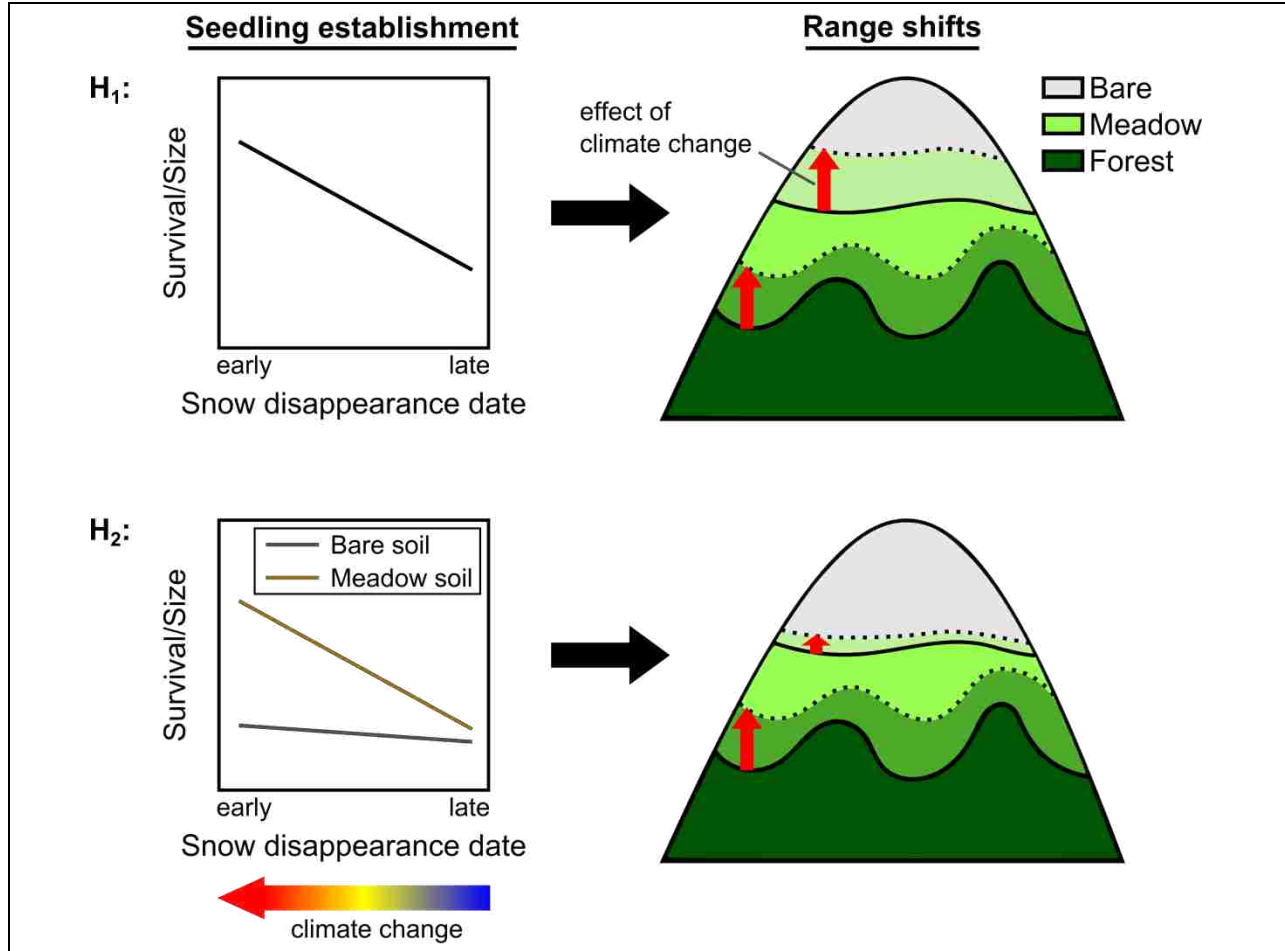 Seedling establishment
Range shifts
H₁:
Survival/Size
early
late
Snow disappearance date
effect of
climate change
Bare
Meadow
Forest
H₂:
Bare soil
Meadow soil
Survival/Size
early
late
Snow disappearance date
climate change